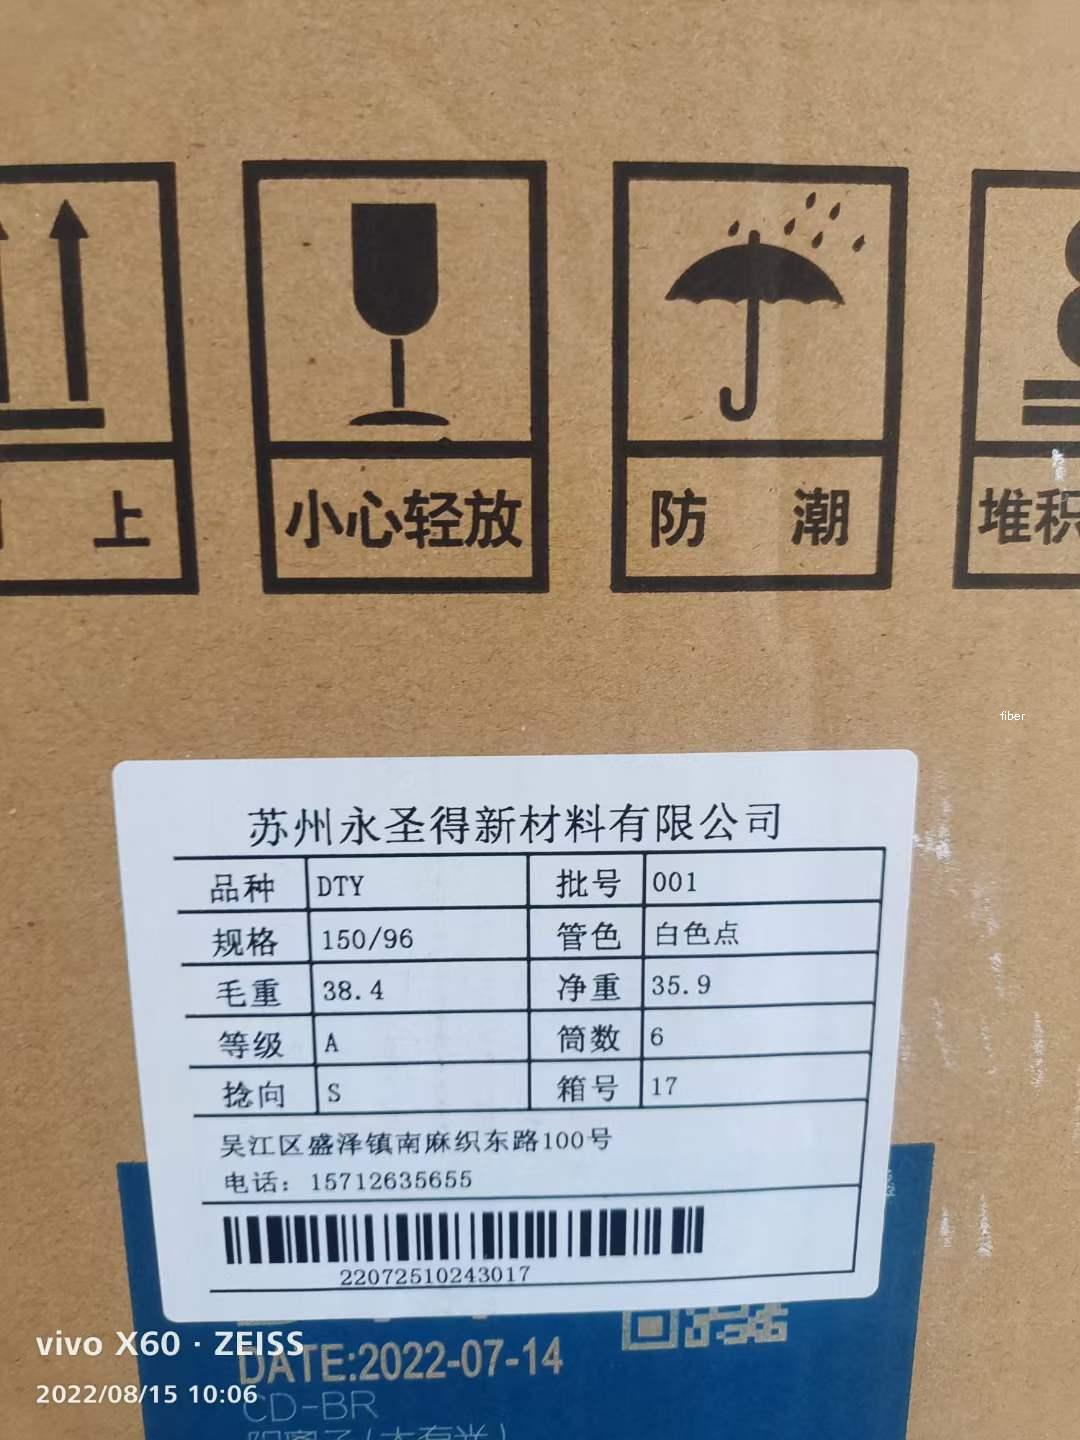 上
小心轻放
防 潮
堆积
fiber
苏州永圣得新材料有限公司
品种 DTY 批号 001
规格 150/96 管色 白色点
毛重 38.4 净重 35.9
等级 A 筒数 6
捻向 S 箱号 17
吴江区盛泽镇南麻织东路100号
电话：15712635655
22072510243017
vivo X60 · ZEISS
DATE:2022-07-14
2022/08/15 10:06
CD-BR